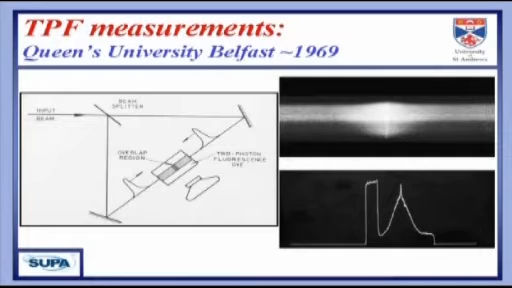 TPF measurements:
Queen's University Belfast ~1969
University
of
St Andrews
INPUT
BEAM
BEAM
SPLITTER
OVERLAP
REGION
TWO-PHOTON
FLUORESCENCE
DYE
SUPA